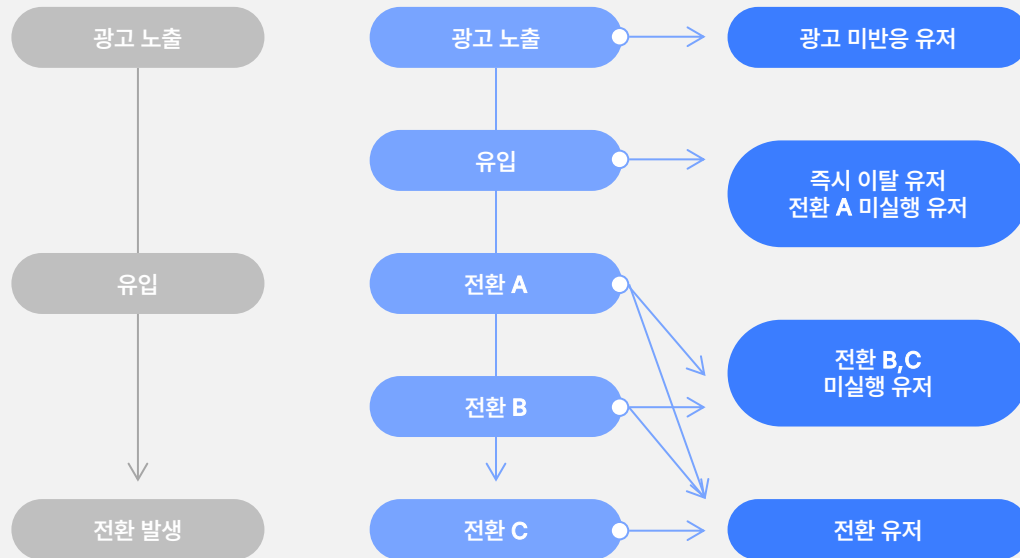 광고 노출
유입
전환 발생
광고 노출
유입
전환 A
전환 B
전환 C
광고 미반응 유저
즉시 이탈 유저
전환 A 미실행 유저
전환 B,C
미실행 유저
전환 유저